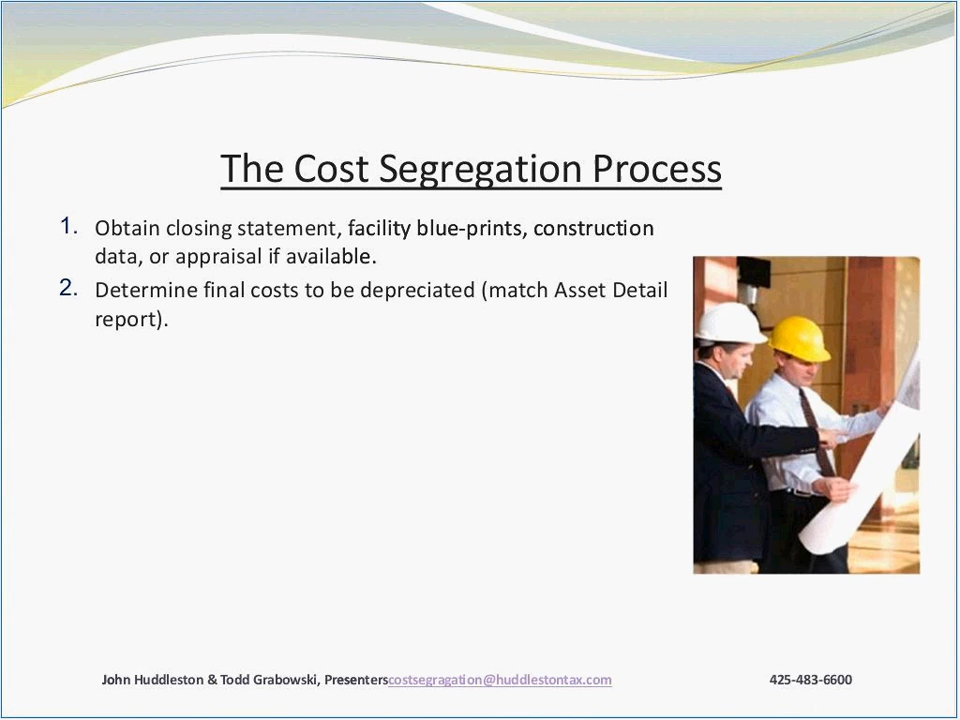 The Cost Segregation Process
1. Obtain closing statement, facility blue-prints, construction
data, or appraisal if available.
2. Determine final costs to be depreciated (match Asset Detail
report).
John Huddleston & Todd Grabowski, Presenterscostsegragation@huddlestontax.com 425-483-6600